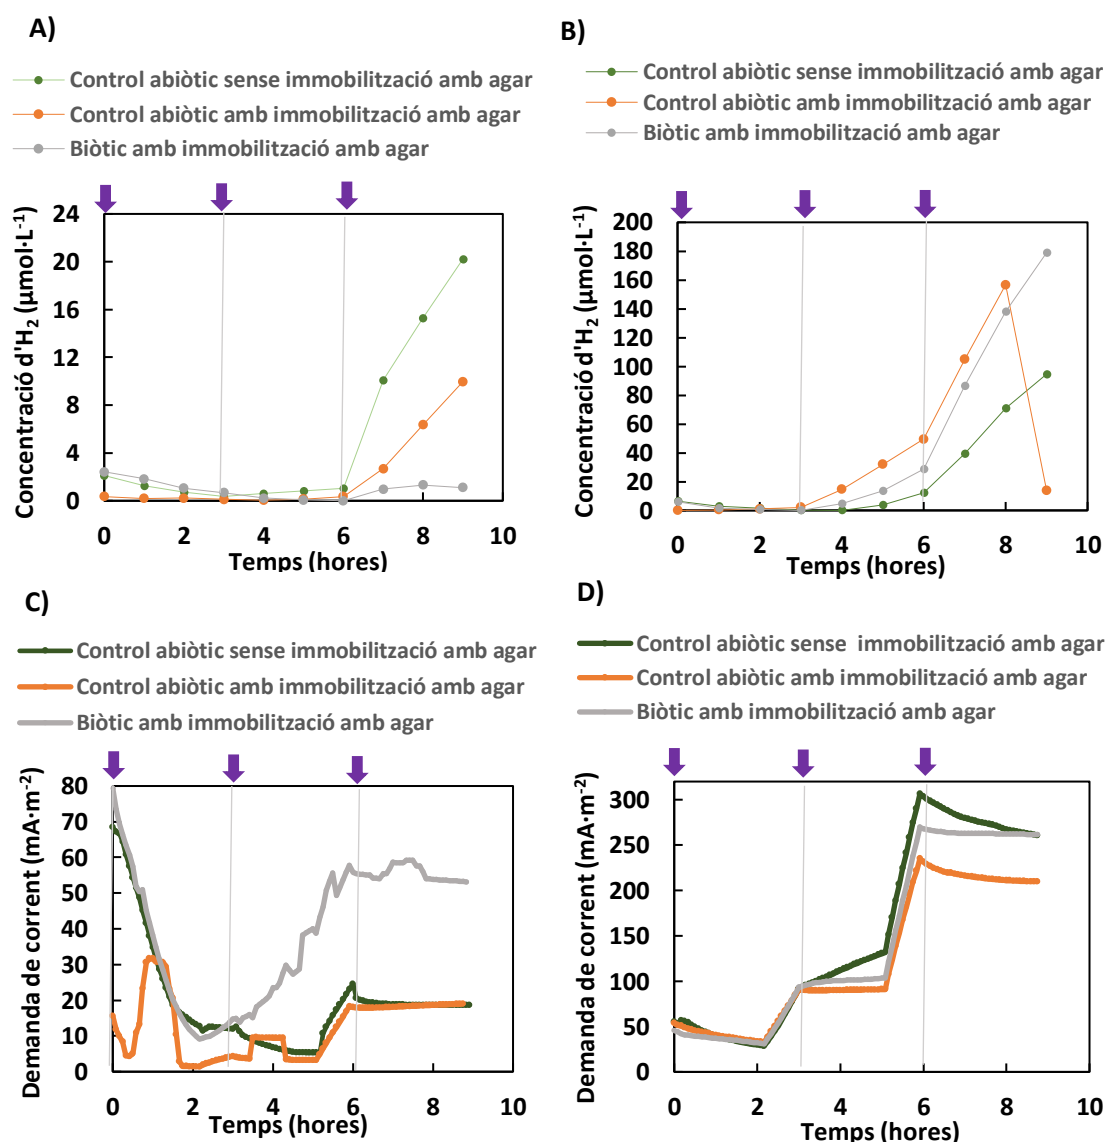 A)
Control abiòtic sense immobilització amb agar
Control abiòtic amb immobilització amb agar
Biòtic amb immobilització amb agar
Concentració d'H2 (µmol·L-1)
24
20
16
12
8
4
0
0 2 4 6 8 10
Temps (hores)
B)
Control abiòtic sense immobilització amb agar
Control abiòtic amb immobilització amb agar
Biòtic amb immobilització amb agar
Concentració d'H2 (µmol·L-1)
200
180
160
140
120
100
80
60
40
20
0
0 2 4 6 8 10
Temps (hores)
C)
Control abiòtic sense immobilització amb agar
Control abiòtic amb immobilització amb agar
Biòtic amb immobilització amb agar
Demanda de corrent (mA·m-2)
80
70
60
50
40
30
20
10
0
0 2 4 6 8 10
Temps (hores)
D)
Control abiòtic sense  immobilització amb agar
Control abiòtic amb immobilització amb agar
Biòtic amb immobilització amb agar
Demanda de corrent (mA·m-2)
300
250
200
150
100
50
0
0 2 4 6 8 10
Temps (hores)